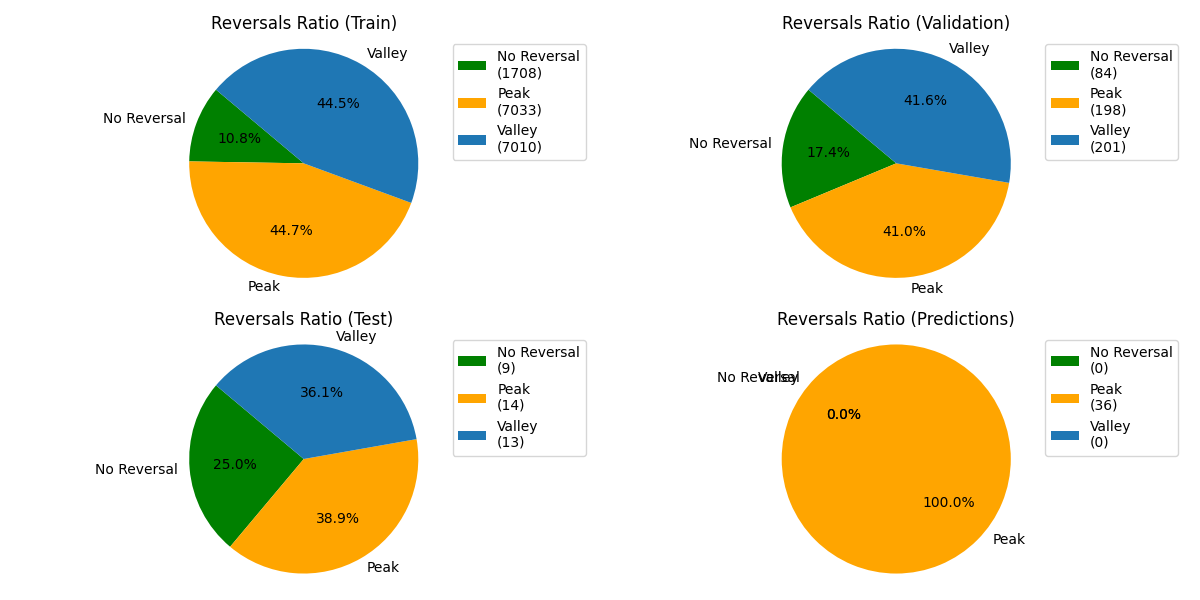 Reversals Ratio (Train)
Valley
44.5%
No Reversal
10.8%
44.7%
Peak
No Reversal
(1708)
Peak
(7033)
Valley
(7010)
Reversals Ratio (Validation)
Valley
41.6%
No Reversal
17.4%
41.0%
Peak
No Reversal
(84)
Peak
(198)
Valley
(201)
Reversals Ratio (Test)
Valley
36.1%
No Reversal
25.0%
38.9%
Peak
No Reversal
(9)
Peak
(14)
Valley
(13)
Reversals Ratio (Predictions)
No Reversal
Valley
0.0%
0.0%
100.0%
Peak
No Reversal
(0)
Peak
(36)
Valley
(0)